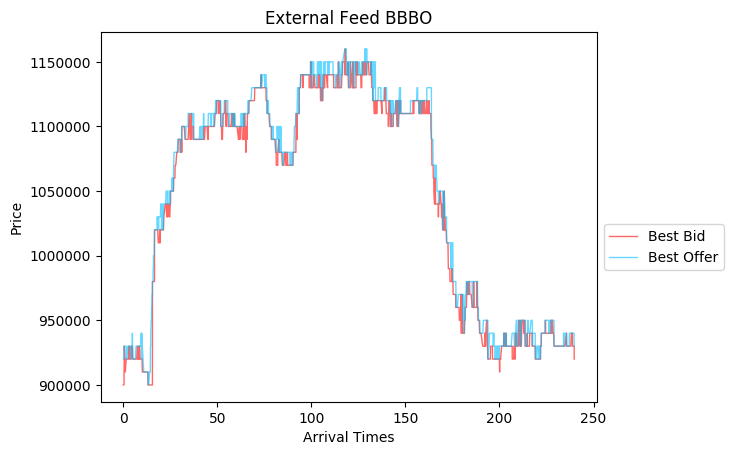 External Feed BBBO
Price
1150000
1100000
1050000
1000000
950000
900000
0 50 100 150 200 250
Arrival Times
Best Bid
Best Offer